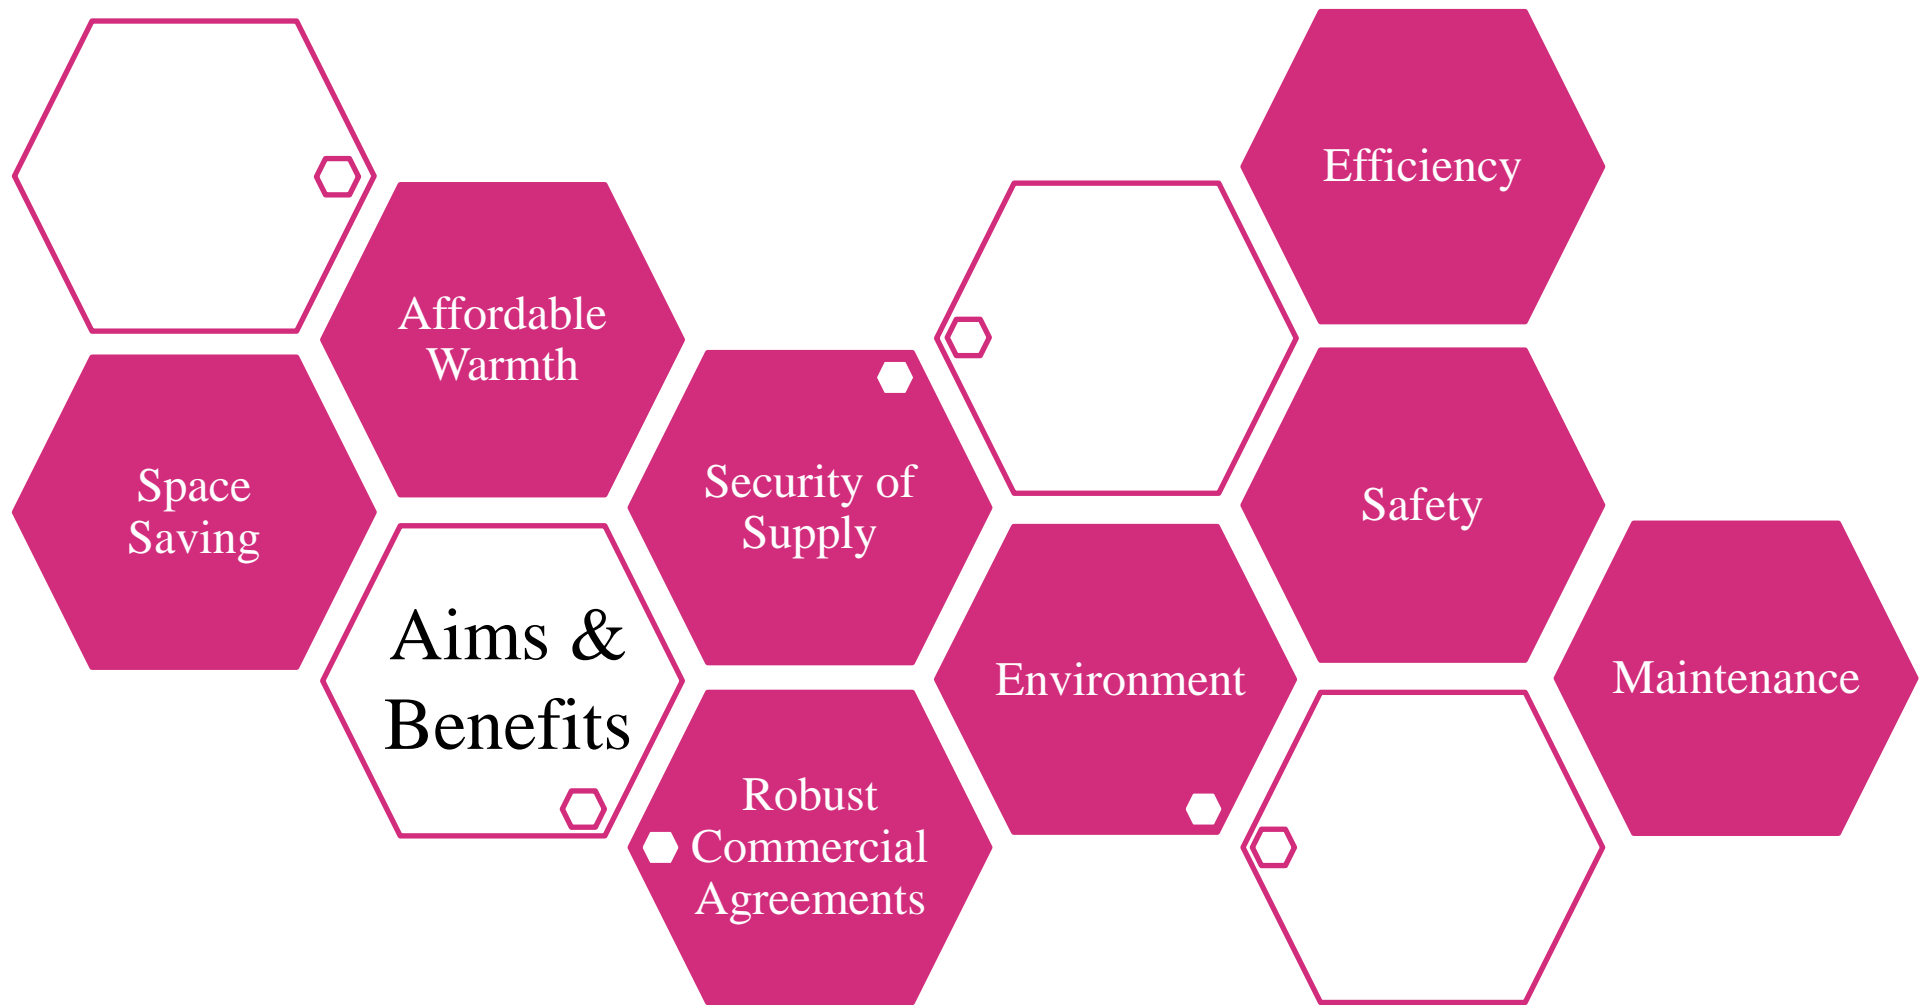 Efficiency
Affordable
Warmth
Space
Saving
Security of
Supply
Safety
Aims &
Benefits
Environment
Maintenance
Robust
Commercial
Agreements